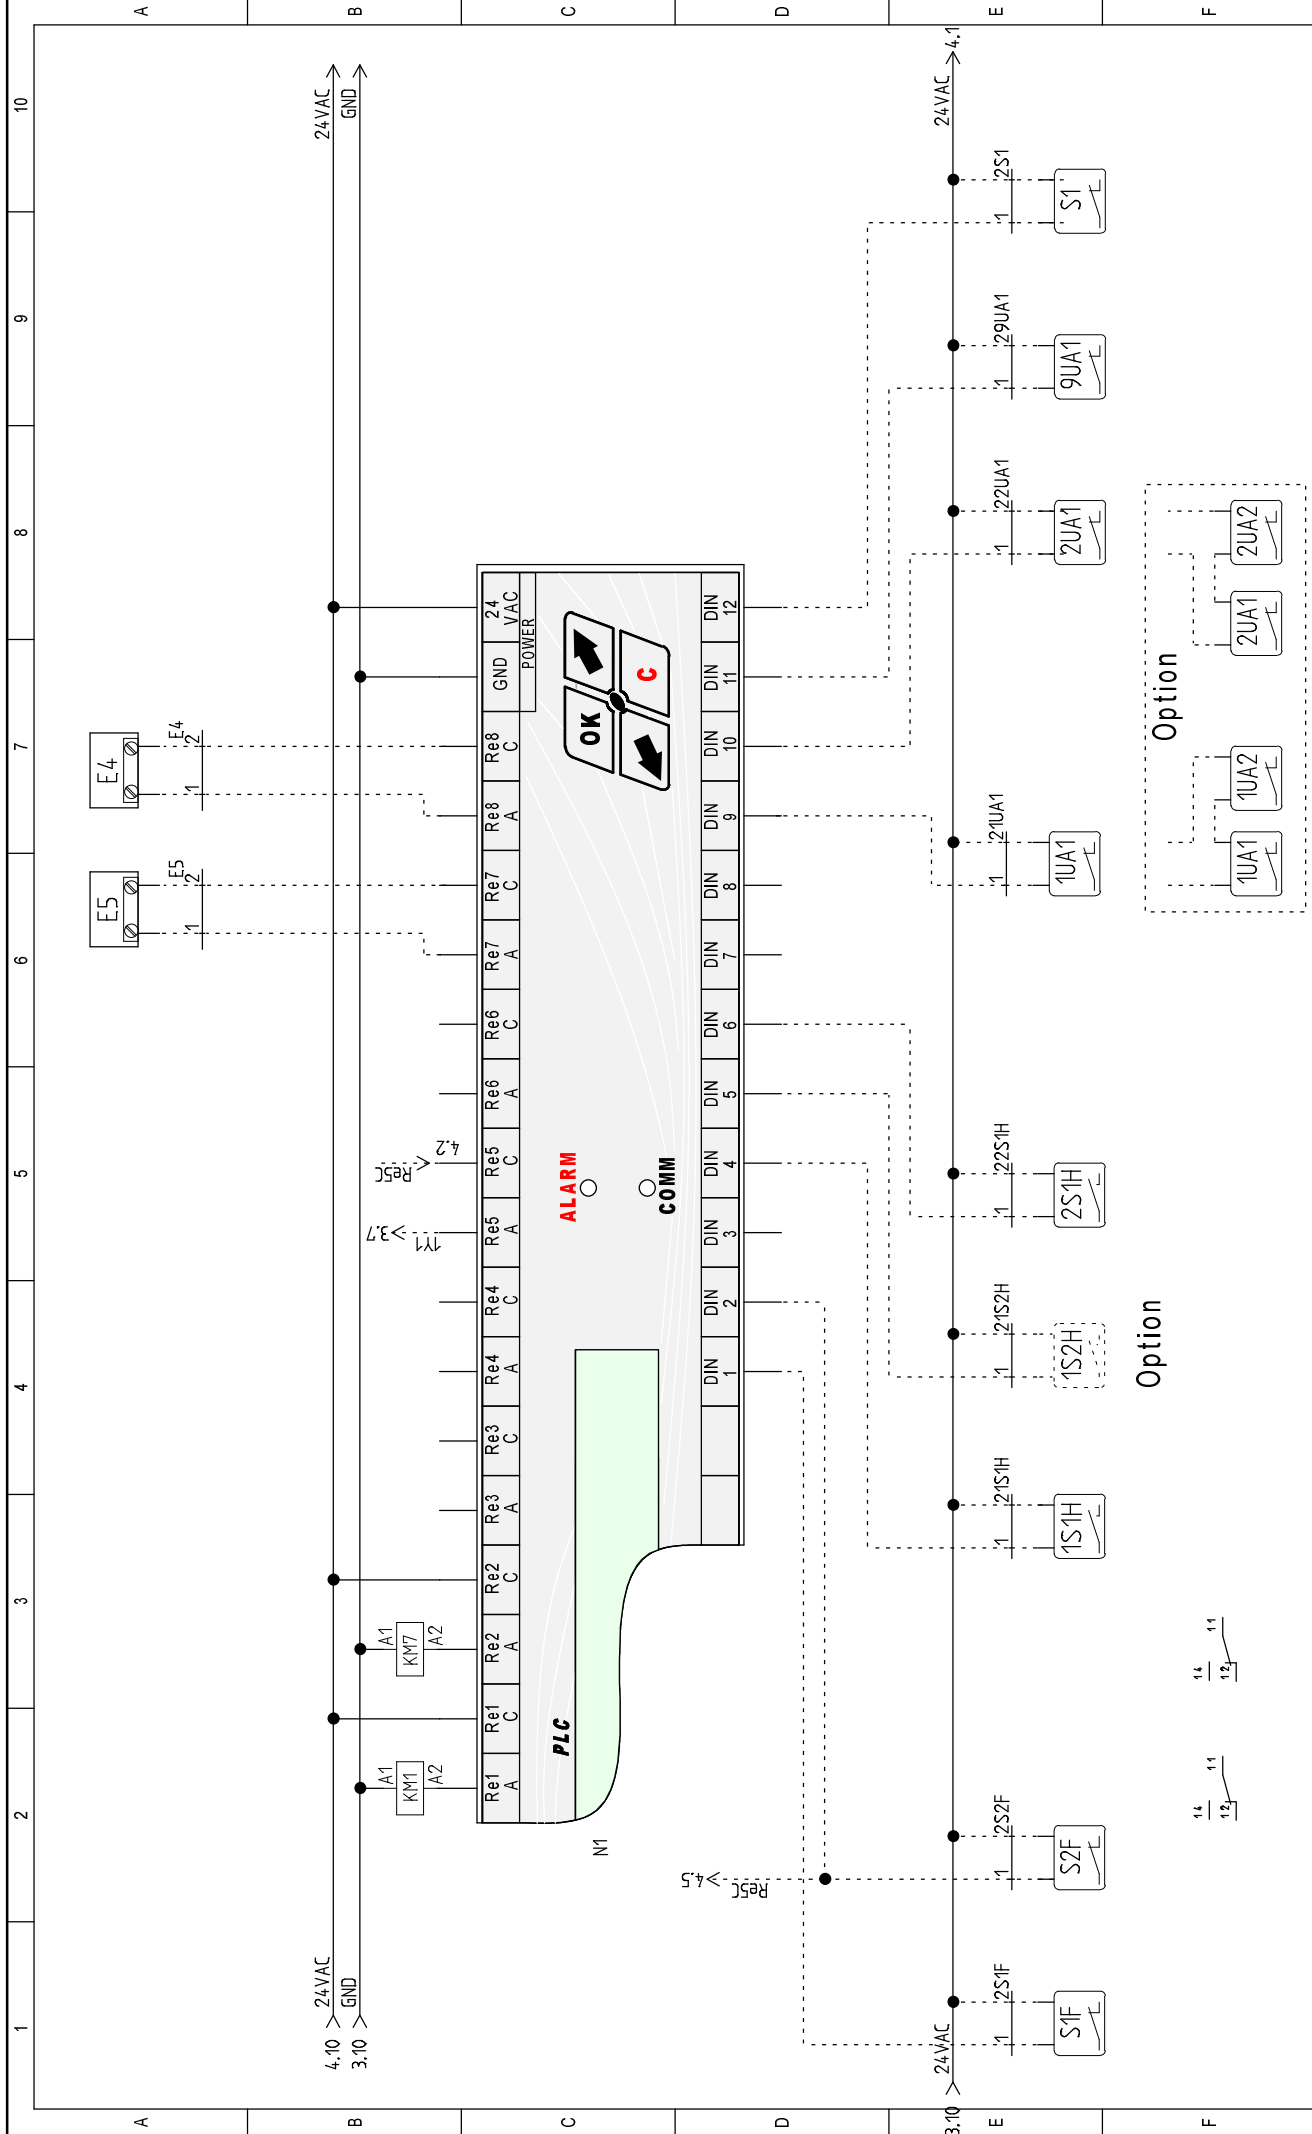 1 2 3 4 5 6 7 8 9 10
A
A
E5
E4
1 2 E5
1 2 E4
B
B
4.10 24VAC
24VAC
3.10 GND
GND
A1
KM1
A2
A1
KM7
A2
3.7
1Y1
Re5C
4.2
C
C
Re1 A
Re1 C
Re2 A
Re2 C
Re3 A
Re3 C
Re4 A
Re4 C
Re5 A
Re5 C
Re6 A
Re6 C
Re7 A
Re7 C
Re8 A
Re8 C
GND
24 VAC
POWER
PLC
ALARM
COMM
OK
C
N1
DIN 1
DIN 2
DIN 3
DIN 4
DIN 5
DIN 6
DIN 7
DIN 8
DIN 9
DIN 10
DIN 11
DIN 12
D
D
4.5
Re5C
3.10 24VAC
24VAC 4.1
E
E
1 2S1F
1 2S2F
1 21S1H
1 21S2H
1 22S1H
1 21UA1
1 22UA1
1 29UA1
1 2S1
S1F
S2F
1S1H
1S2H
2S1H
1UA1
2UA1
9UA1
S1
Option
Option
F
F
14
12
11
14
12
11
1UA1
1UA2
2UA1
2UA2